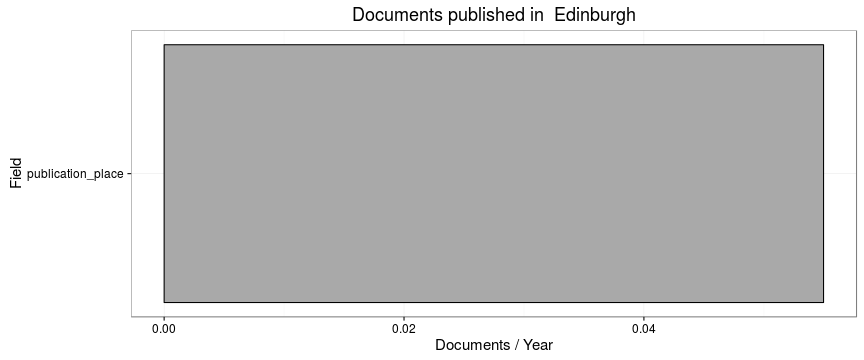 Documents published in  Edinburgh
Field
publication_place
0.00
0.02
0.04
Documents / Year